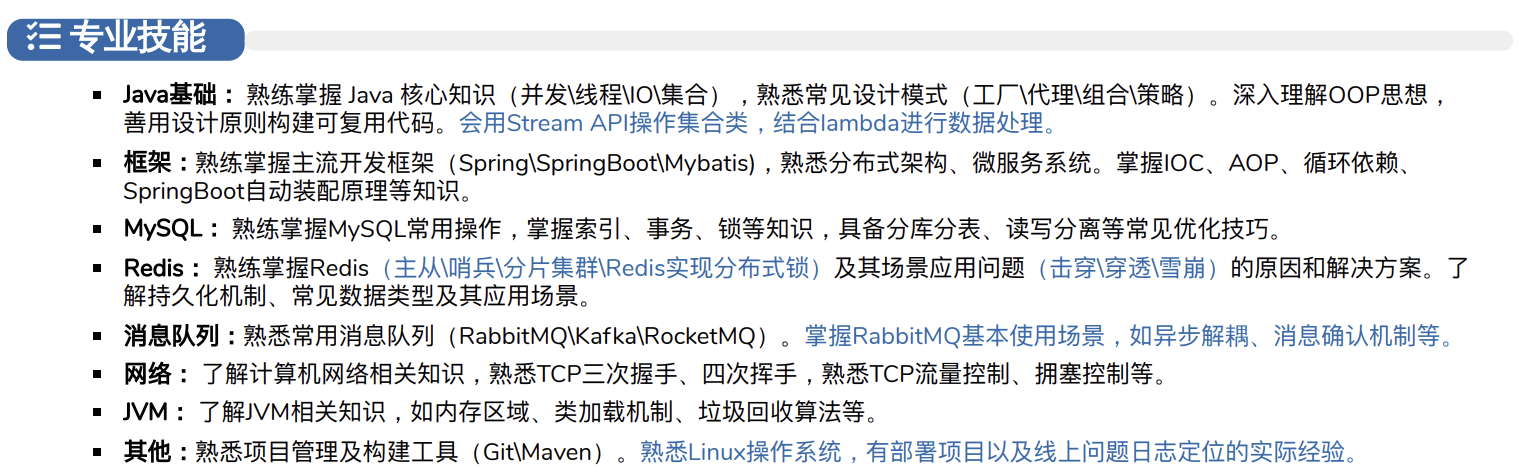 专业技能
Java基础： 熟练掌握 Java 核心知识（并发\线程\IO\集合），熟悉常见设计模式（工厂\代理\组合\策略）。深入理解OOP思想，
善用设计原则构建可复用代码。会用Stream API操作集合类，结合lambda进行数据处理。
框架：熟练掌握主流开发框架（Spring\SpringBoot\Mybatis)，熟悉分布式架构、微服务系统。掌握IOC、AOP、循环依赖、
SpringBoot自动装配原理等知识。
MySQL： 熟练掌握MySQL常用操作，掌握索引、事务、锁等知识，具备分库分表、读写分离等常见优化技巧。
Redis： 熟练掌握Redis（主从\哨兵\分片集群\Redis实现分布式锁）及其场景应用问题（击穿\穿透\雪崩）的原因和解决方案。了
解持久化机制、常见数据类型及其应用场景。
消息队列：熟悉常用消息队列（RabbitMQ\Kafka\RocketMQ）。掌握RabbitMQ基本使用场景，如异步解耦、消息确认机制等。
网络： 了解计算机网络相关知识，熟悉TCP三次握手、四次挥手，熟悉TCP流量控制、拥塞控制等。
JVM： 了解JVM相关知识，如内存区域、类加载机制、垃圾回收算法等。
其他：熟悉项目管理及构建工具（Git\Maven）。熟悉Linux操作系统，有部署项目以及线上问题日志定位的实际经验。